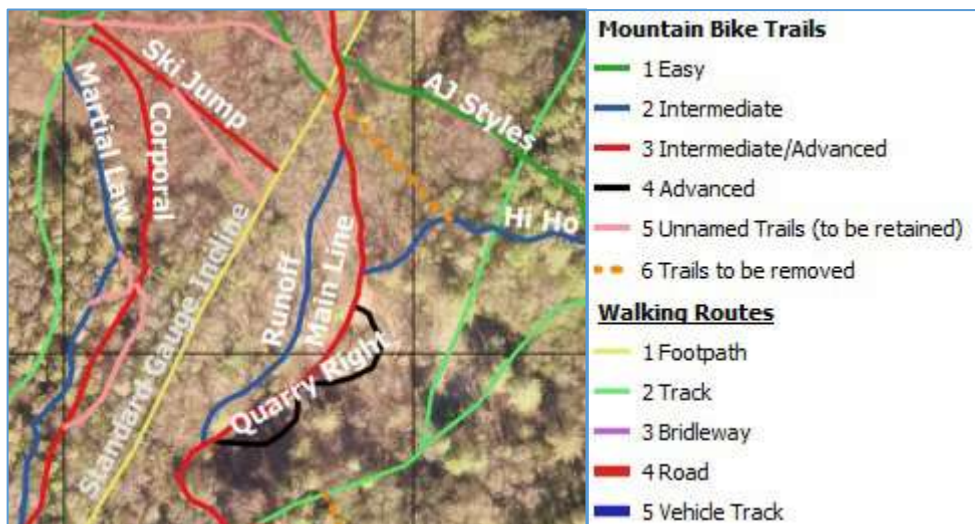 Ski Jump
Martial Law
Corporal
AJ Styles
Hi Ho
Standard Gauge Incline
Runoff
Main Line
Quarry Right
Mountain Bike Trails
1 Easy
2 Intermediate
3 Intermediate/Advanced
4 Advanced
5 Unnamed Trails (to be retained)
6 Trails to be removed
Walking Routes
1 Footpath
2 Track
3 Bridleway
4 Road
5 Vehicle Track